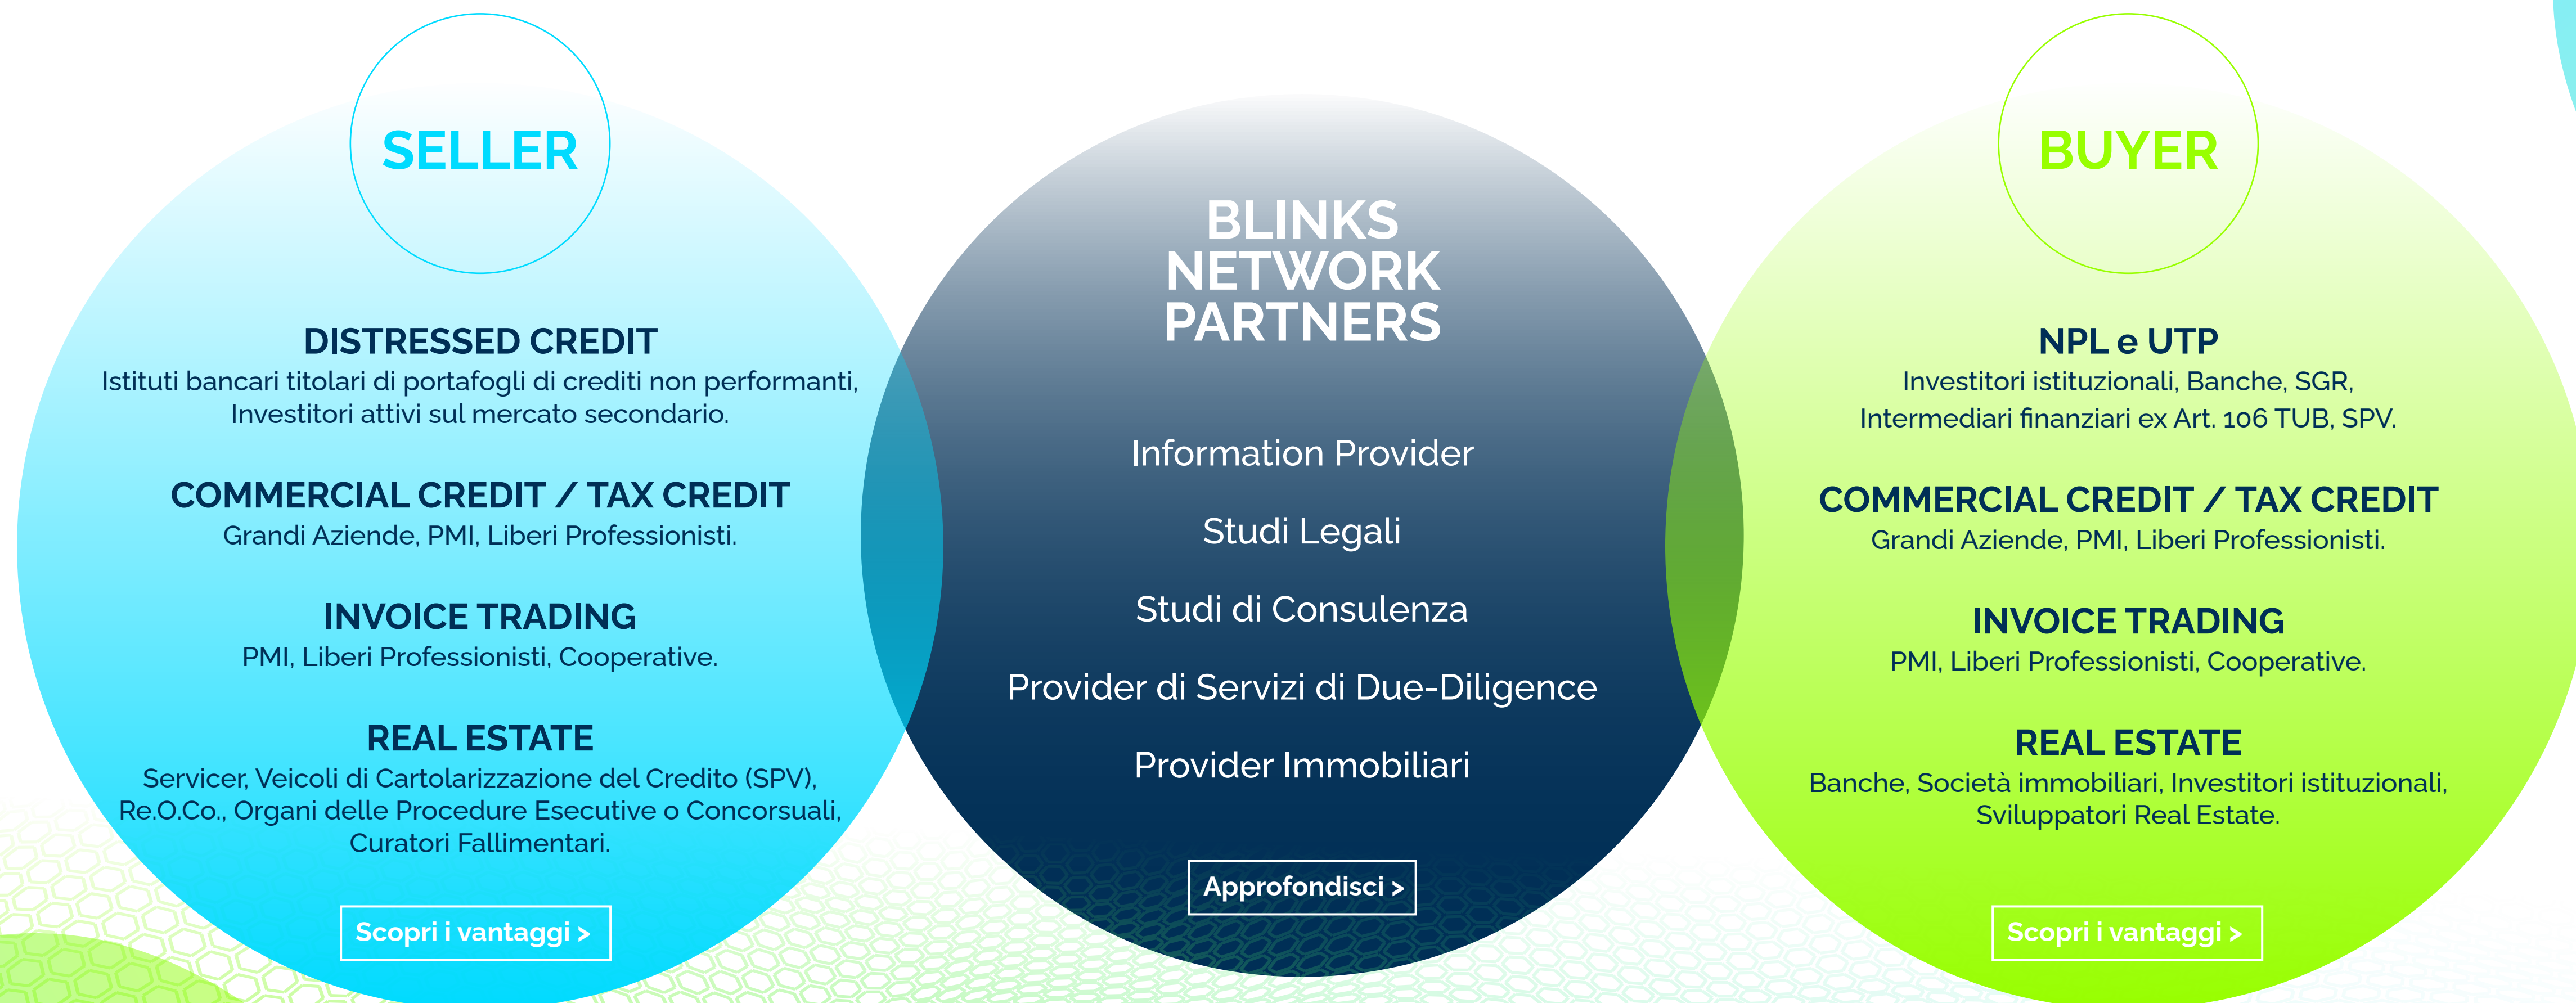 SELLER
DISTRESSED CREDIT
Istituti bancari titolari di portafogli di crediti non performanti,
Investitori attivi sul mercato secondario.
COMMERCIAL CREDIT / TAX CREDIT
Grandi Aziende, PMI, Liberi Professionisti.
INVOICE TRADING
PMI, Liberi Professionisti, Cooperative.
REAL ESTATE
Servicer, Veicoli di Cartolarizzazione del Credito (SPV),
Re.O.Co., Organi delle Procedure Esecutive o Concorsuali,
Curatori Fallimentari.
Scopri i vantaggi >
BLINKS
NETWORK
PARTNERS
Information Provider
Studi Legali
Studi di Consulenza
Provider di Servizi di Due-Diligence
Provider Immobiliari
Approfondisci >
BUYER
NPL e UTP
Investitori istituzionali, Banche, SGR,
Intermediari finanziari ex Art. 106 TUB, SPV.
COMMERCIAL CREDIT / TAX CREDIT
Grandi Aziende, PMI, Liberi Professionisti.
INVOICE TRADING
PMI, Liberi Professionisti, Cooperative.
REAL ESTATE
Banche, Società immobiliari, Investitori istituzionali,
Sviluppatori Real Estate.
Scopri i vantaggi >